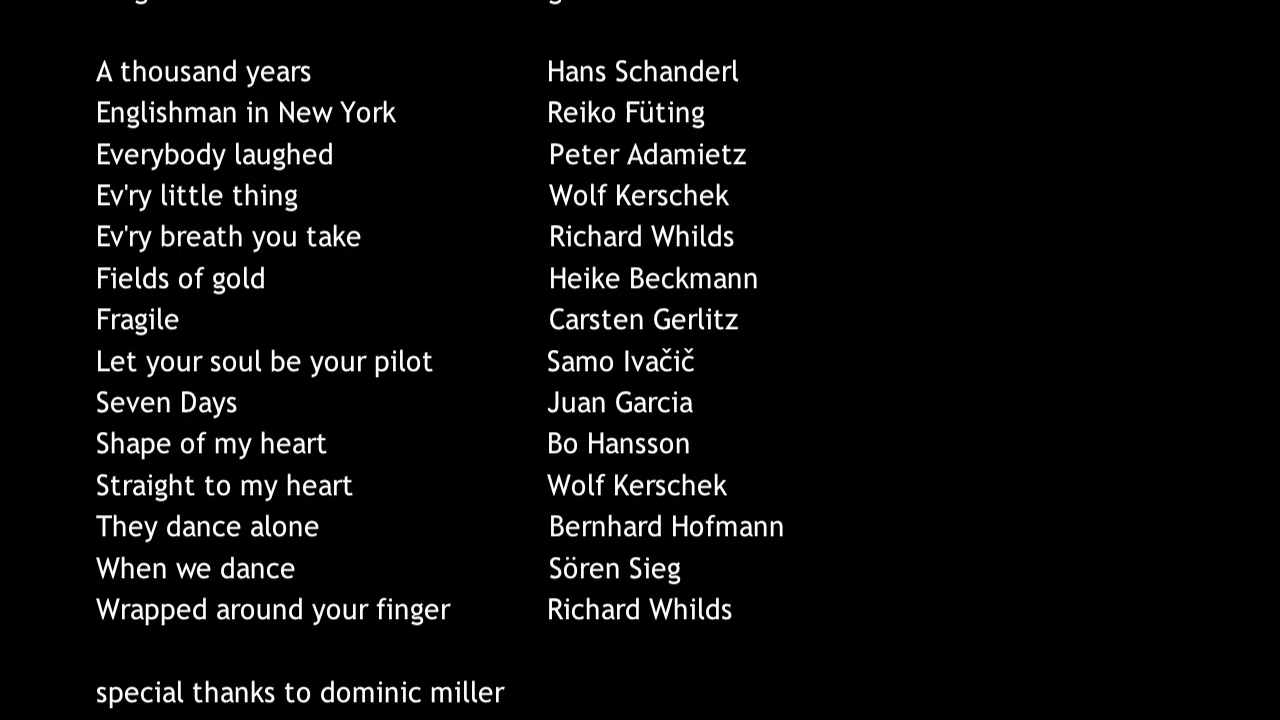 A thousand years Hans Schanderl
Englishman in New York Reiko Füting
Everybody laughed Peter Adamietz
Ev'ry little thing Wolf Kerschek
Ev'ry breath you take Richard Whilds
Fields of gold Heike Beckmann
Fragile Carsten Gerlitz
Let your soul be your pilot Samo Ivačič
Seven Days Juan Garcia
Shape of my heart Bo Hansson
Straight to my heart Wolf Kerschek
They dance alone Bernhard Hofmann
When we dance Sören Sieg
Wrapped around your finger Richard Whilds
special thanks to dominic miller